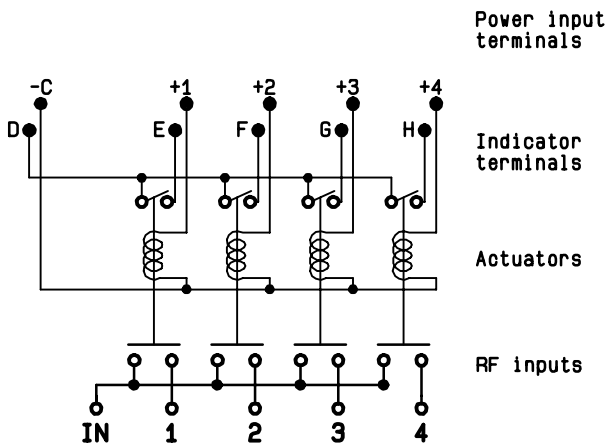 Power input
terminals
-C +1 +2 +3 +4
D E F G H
Indicator
terminals
Actuators
RF inputs
IN 1 2 3 4